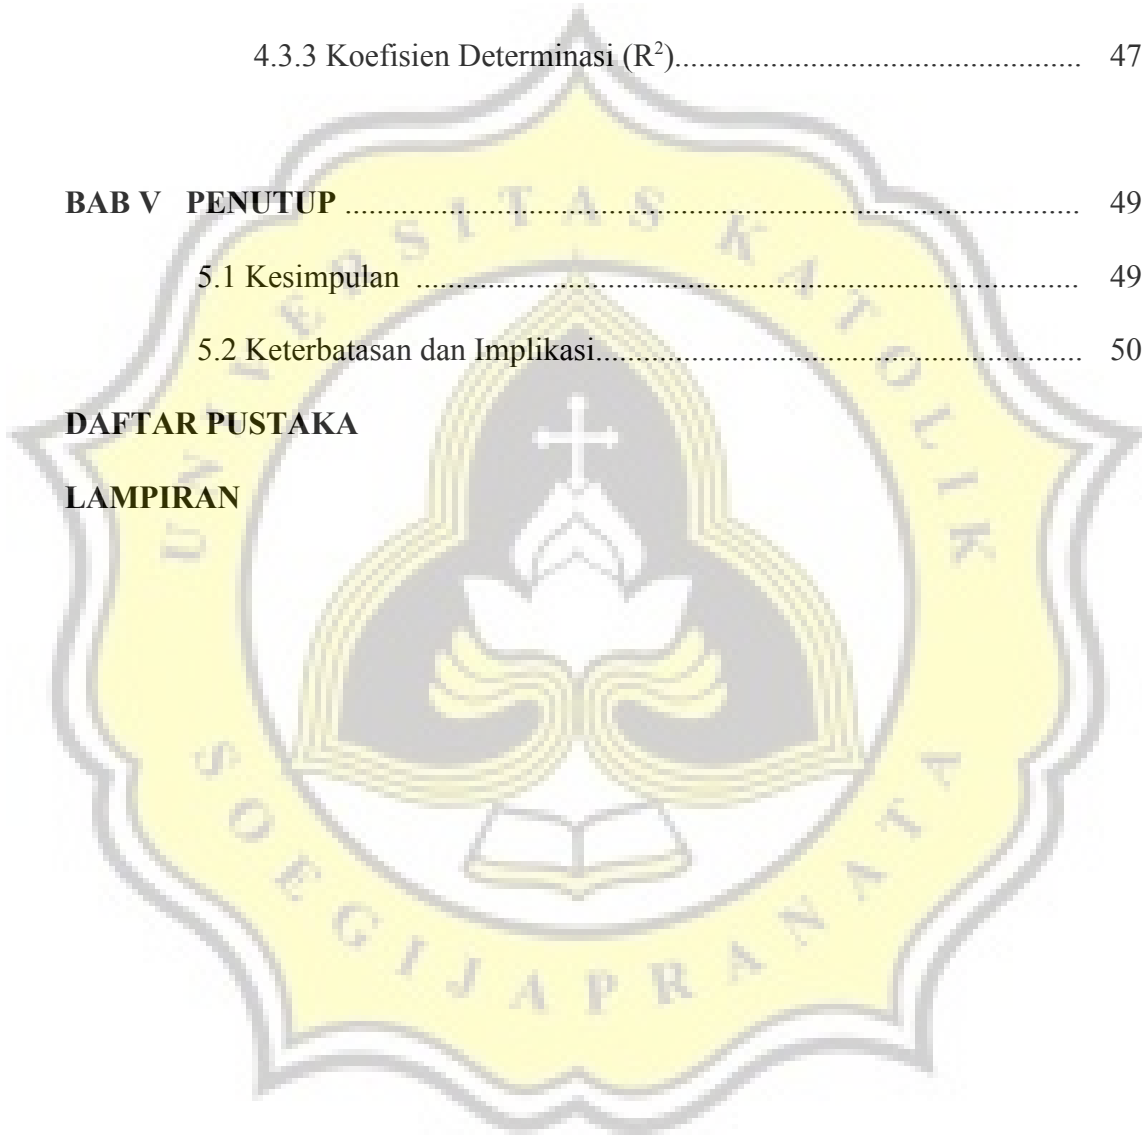 4.3.3 Koefisien Determinasi (R²)................................................... 47
BAB V PENUTUP ............................................................................................ 49
5.1 Kesimpulan ................................................................................... 49
5.2 Keterbatasan dan Implikasi............................................................. 50
DAFTAR PUSTAKA
LAMPIRAN
UNIVERSITAS KATOLIK
SOEGIJAPRANATA